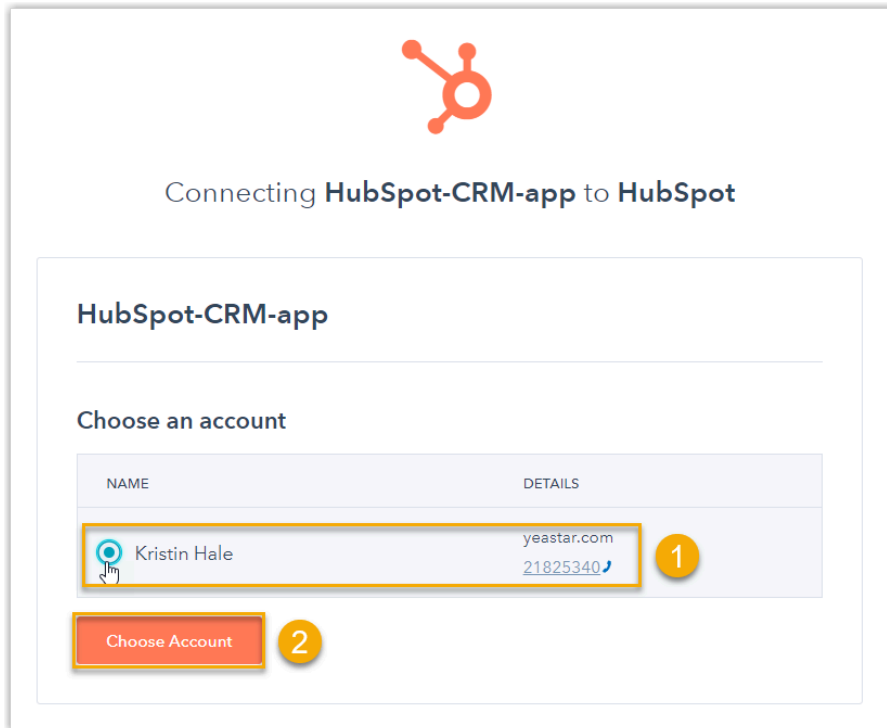 Connecting HubSpot-CRM-app to HubSpot
HubSpot-CRM-app
Choose an account
NAME DETAILS
Kristin Hale yeastar.com
21825340
1
Choose Account
2